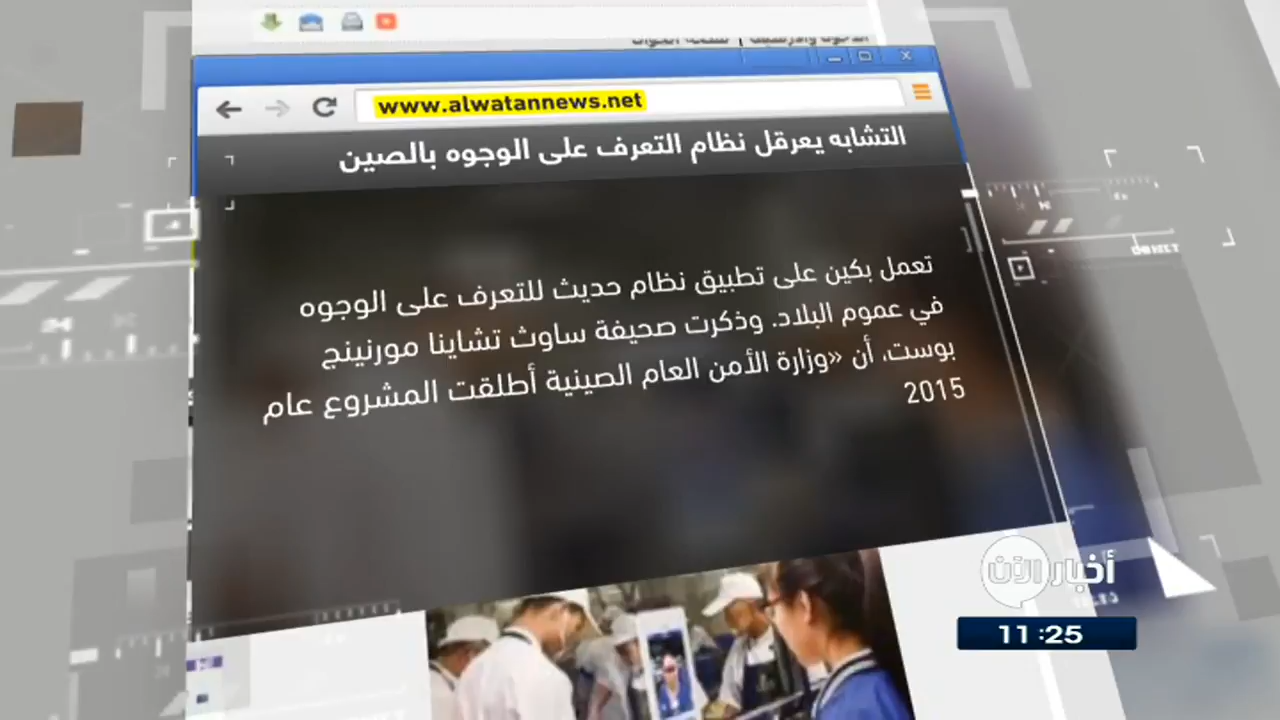 www.alwatannews.net
التشابه يعرقل نظام التعرف على الوجوه بالصين
تعمل بكين على تطبيق نظام حديث للتعرف على الوجوه
في عموم البلاد. وذكرت صحيفة ساوث تشاينا مورنينج
بوست، أن «وزارة الأمن العام الصينية أطلقت المشروع عام
2015
أخبار الآن
11:25